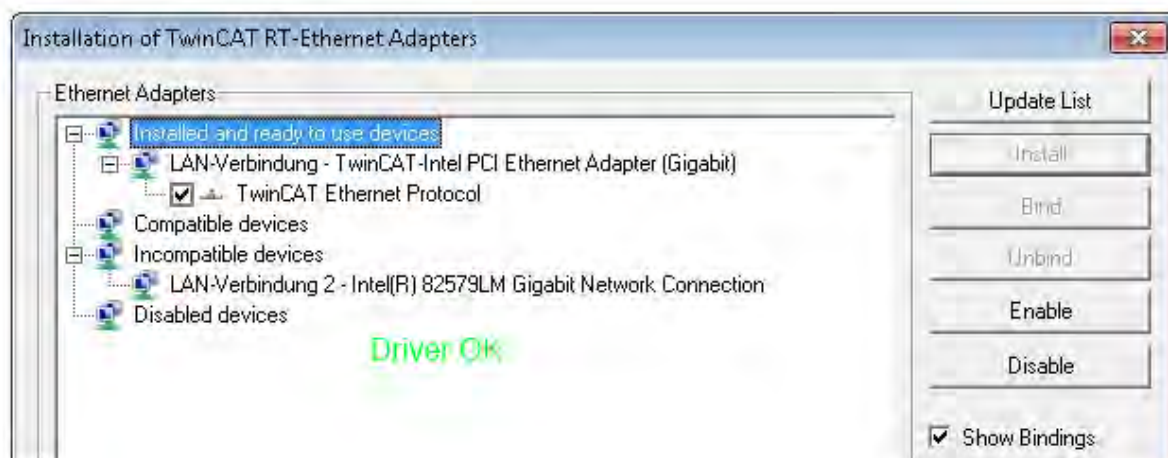 Installation of TwinCAT RT-Ethernet Adapters
Ethernet Adapters
Update List
Installed and ready to use devices
Install
LAN-Verbindung - TwinCAT-Intel PCI Ethernet Adapter (Gigabit)
TwinCAT Ethernet Protocol
Bind
Compatible devices
Incompatible devices
Unbind
LAN-Verbindung 2 - Intel(R) 82579LM Gigabit Network Connection
Disabled devices
Enable
Driver OK
Disable
Show Bindings